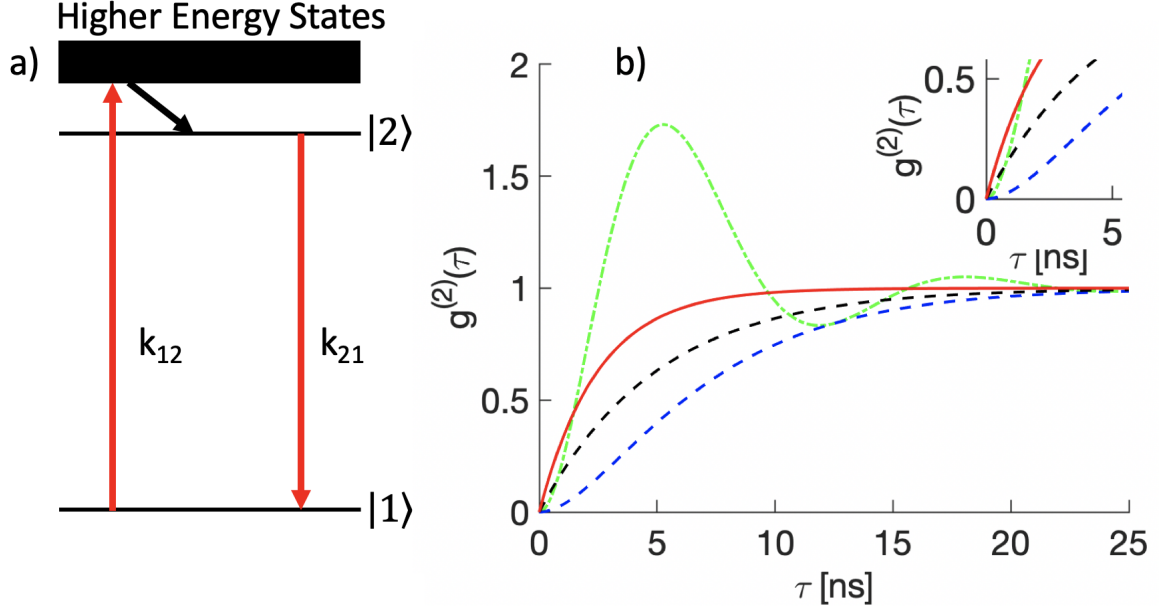 Higher Energy States
a)
|2⟩
k₁₂
k₂₁
|1⟩
b)
2
1.5
1
0.5
0
g⁽²⁾(τ)
0 5 10 15 20 25
τ [ns]
0.5
0
g⁽²⁾(τ)
0 5
τ [ns]